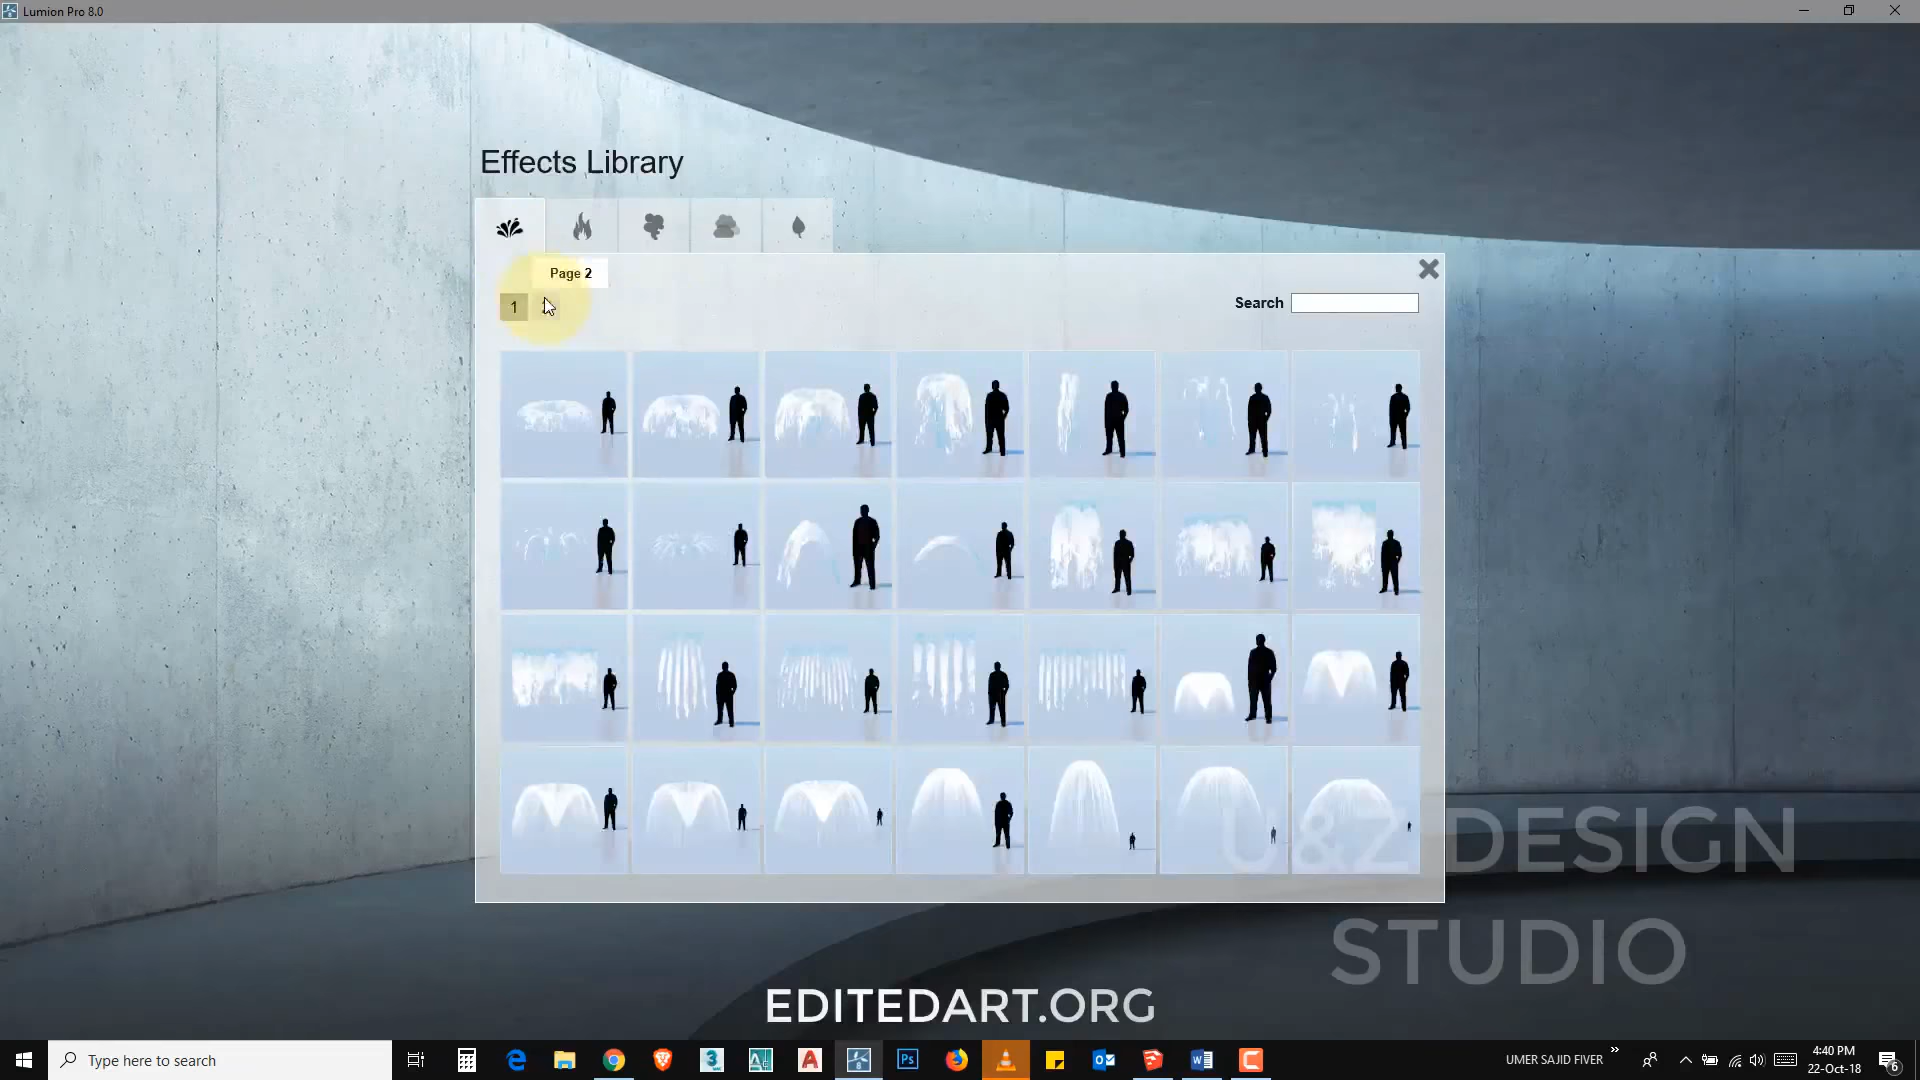 Lumion Pro 8.0
Effects Library
Page 2
1
Search
U&Z DESIGN
STUDIO
EDITEDART.ORG
Type here to search
UMER SAJID FIVER
4:40 PM
22-Oct-18
6